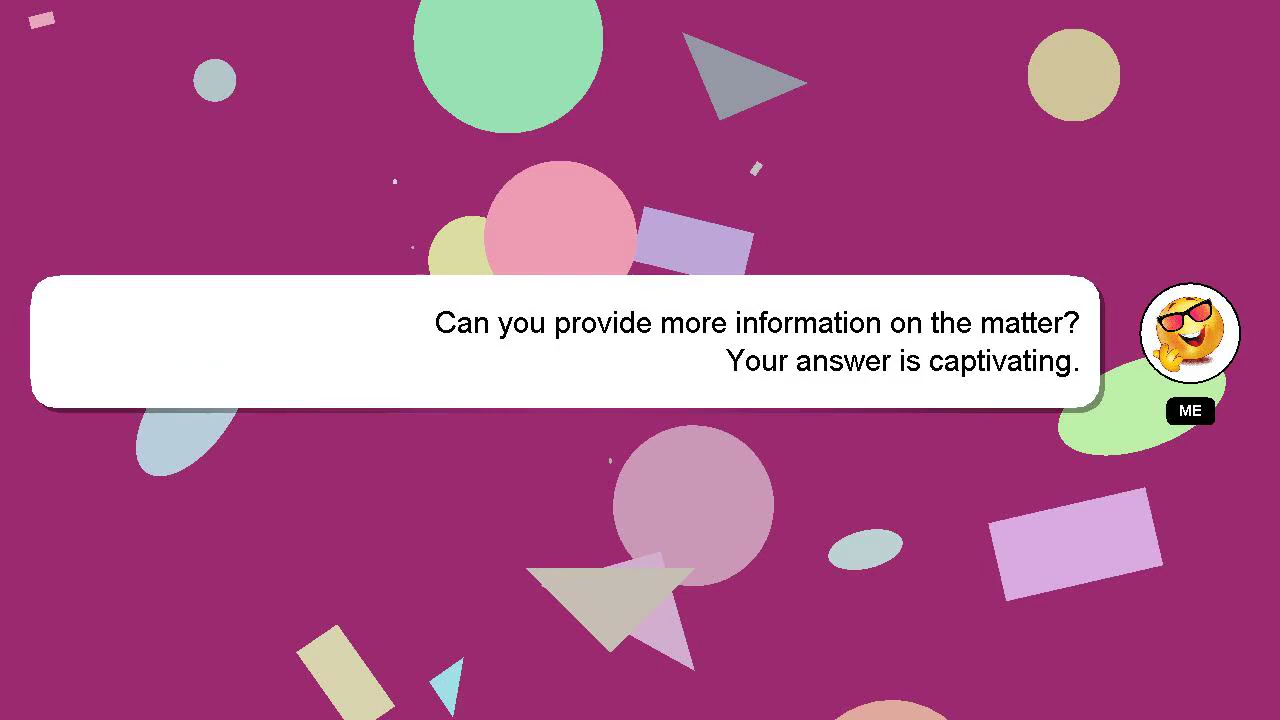 Can you provide more information on the matter?
Your answer is captivating.
ME